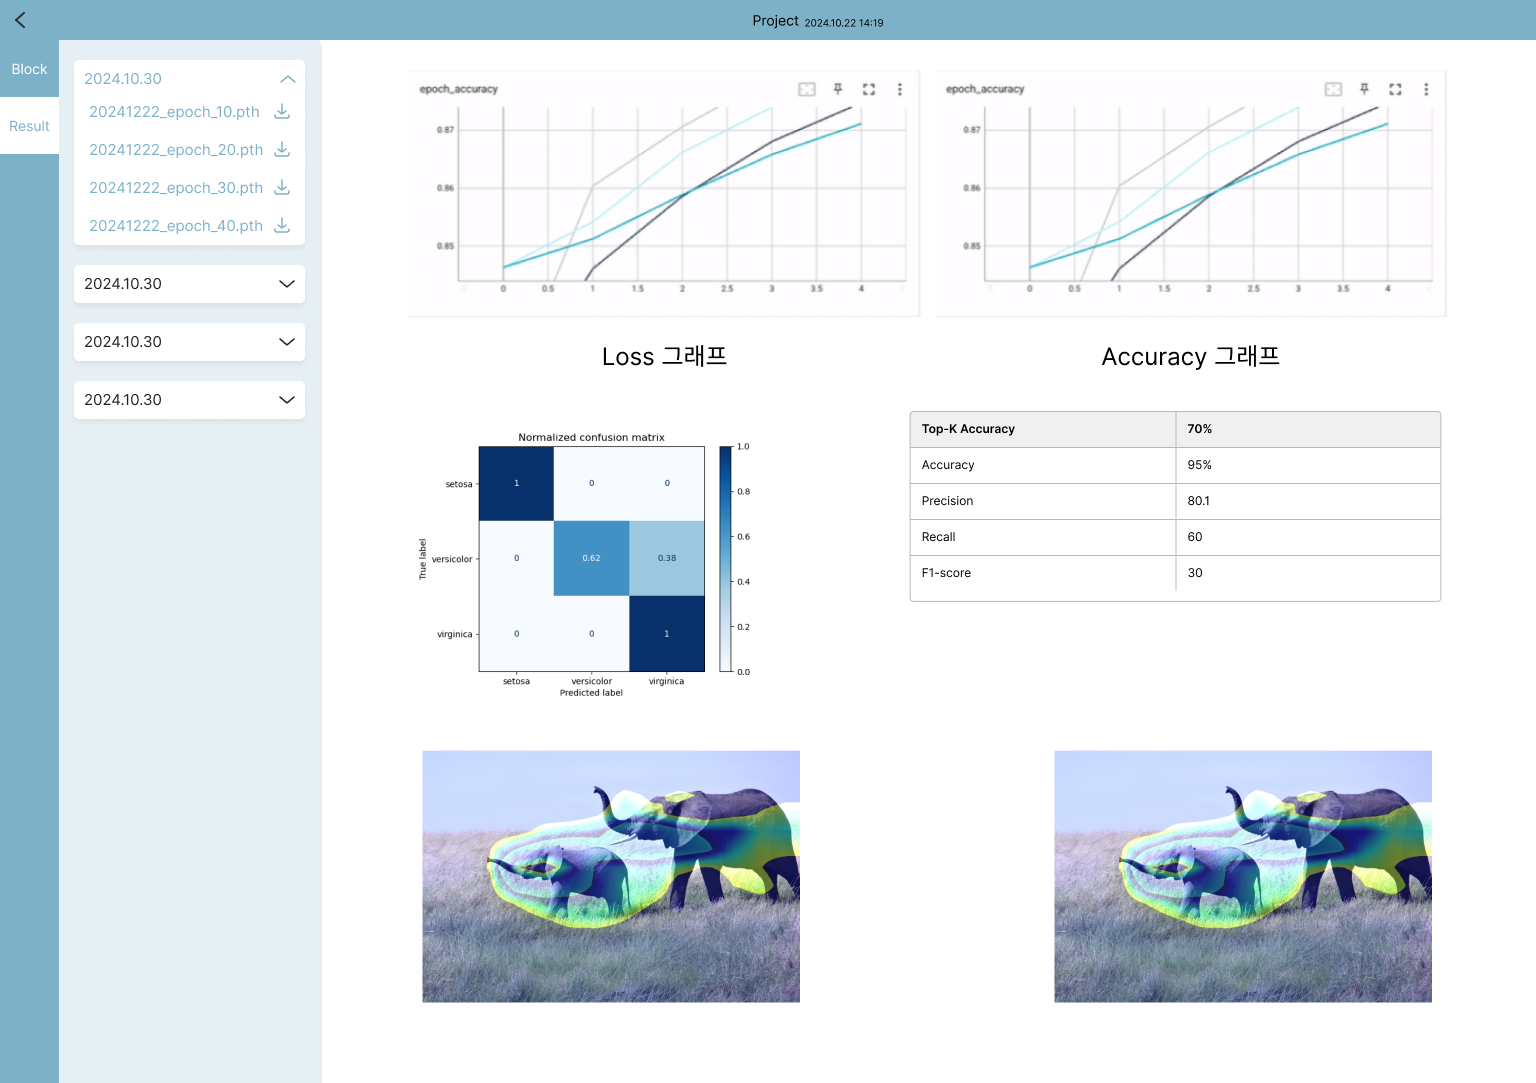 Project 2024.10.22 14:19
Block
Result
2024.10.30
20241222_epoch_10.pth
20241222_epoch_20.pth
20241222_epoch_30.pth
20241222_epoch_40.pth
2024.10.30
2024.10.30
2024.10.30
epoch_accuracy
0.87
0.86
0.85
0 0.5 1 1.5 2 2.5 3 3.5 4
Loss 그래프
epoch_accuracy
0.87
0.86
0.85
0 0.5 1 1.5 2 2.5 3 3.5 4
Accuracy 그래프
Normalized confusion matrix
True label
setosa 1 0 0
versicolor 0 0.62 0.38
virginica 0 0 1
setosa versicolor virginica
Predicted label
1.0
0.8
0.6
0.4
0.2
0.0
Top-K Accuracy 70%
Accuracy 95%
Precision 80.1
Recall 60
F1-score 30